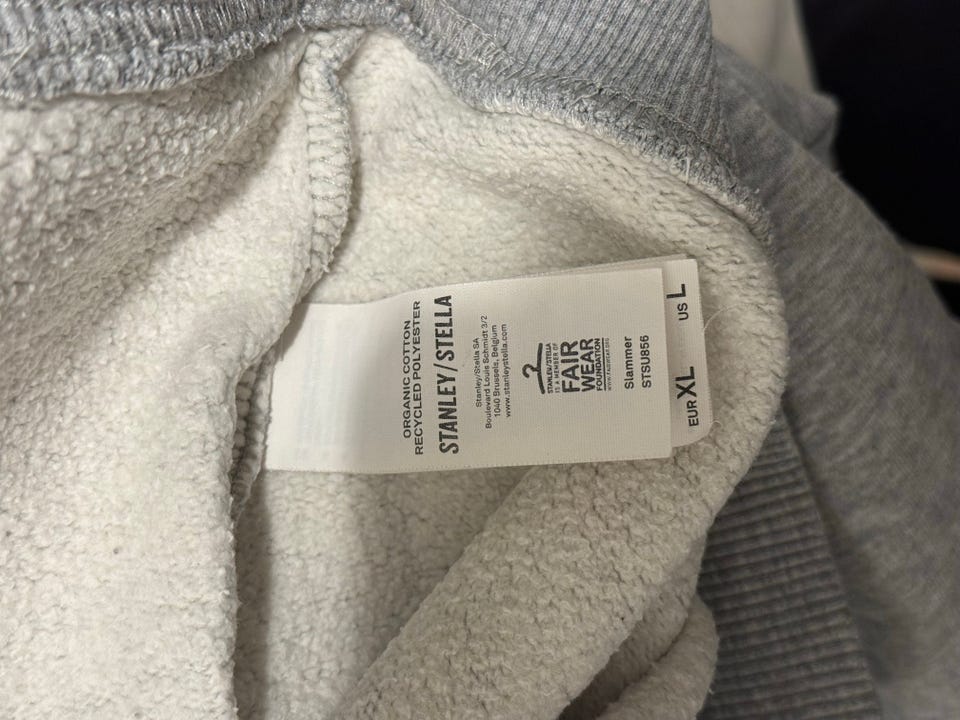 ORGANIC COTTON
RECYCLED POLYESTER
STANLEY/STELLA
Stanley/Stella SA
Boulevard Louis Schmidt 3/2
1040 Brussels, Belgium
www.stanleystella.com
STANLEY/STELLA
IS A MEMBER OF
FAIR
WEAR
FOUNDATION
WWW.FAIRWEAR.ORG
Slammer
STSU856
EUR XL US L